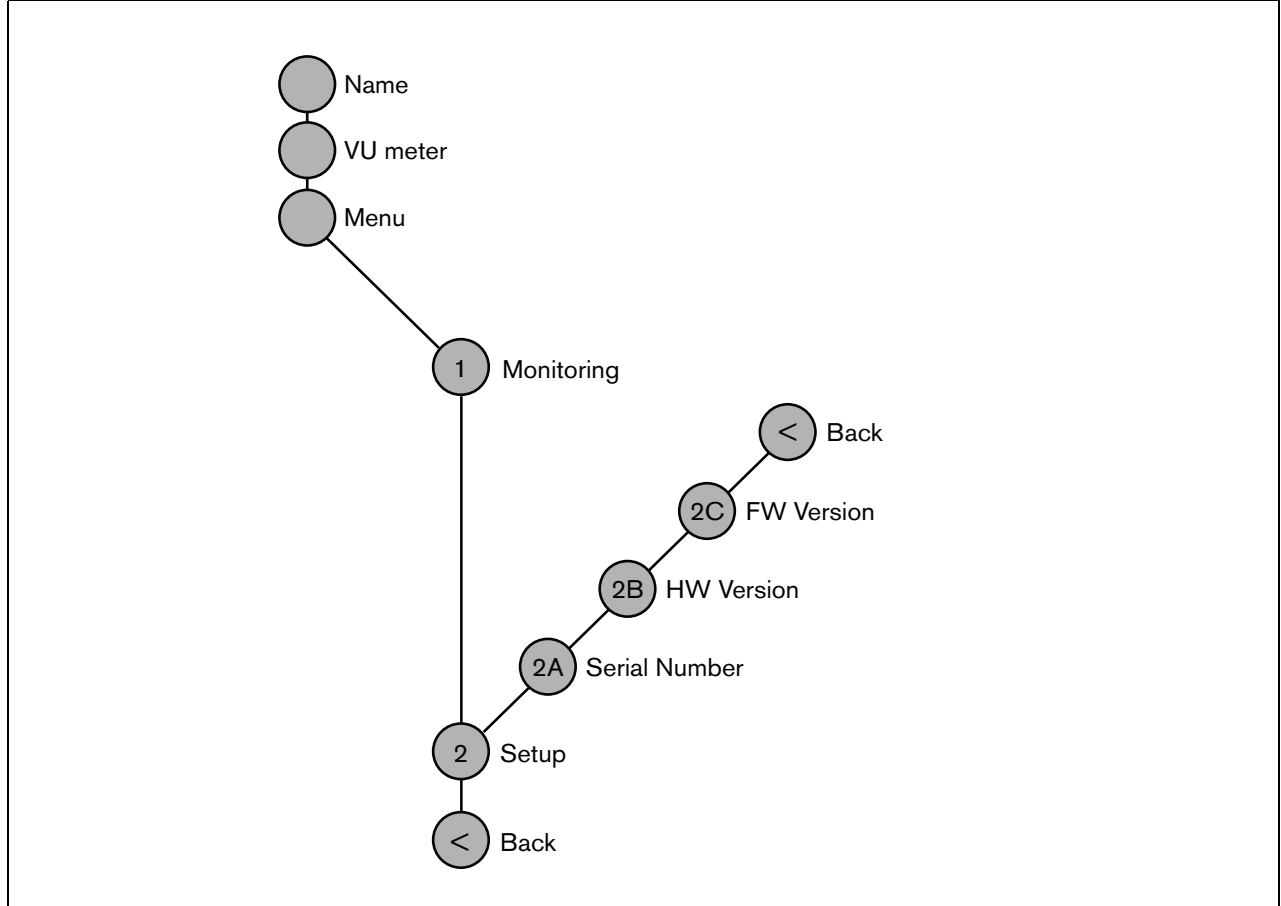 Name
VU meter
Menu
1 Monitoring
< Back
2C FW Version
2B HW Version
2A Serial Number
2 Setup
< Back